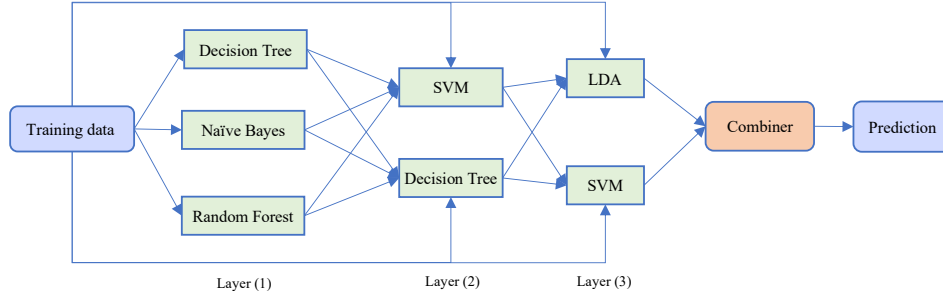 Training data
Decision Tree
Naïve Bayes
Random Forest
SVM
Decision Tree
LDA
SVM
Combiner
Prediction
Layer (1)
Layer (2)
Layer (3)